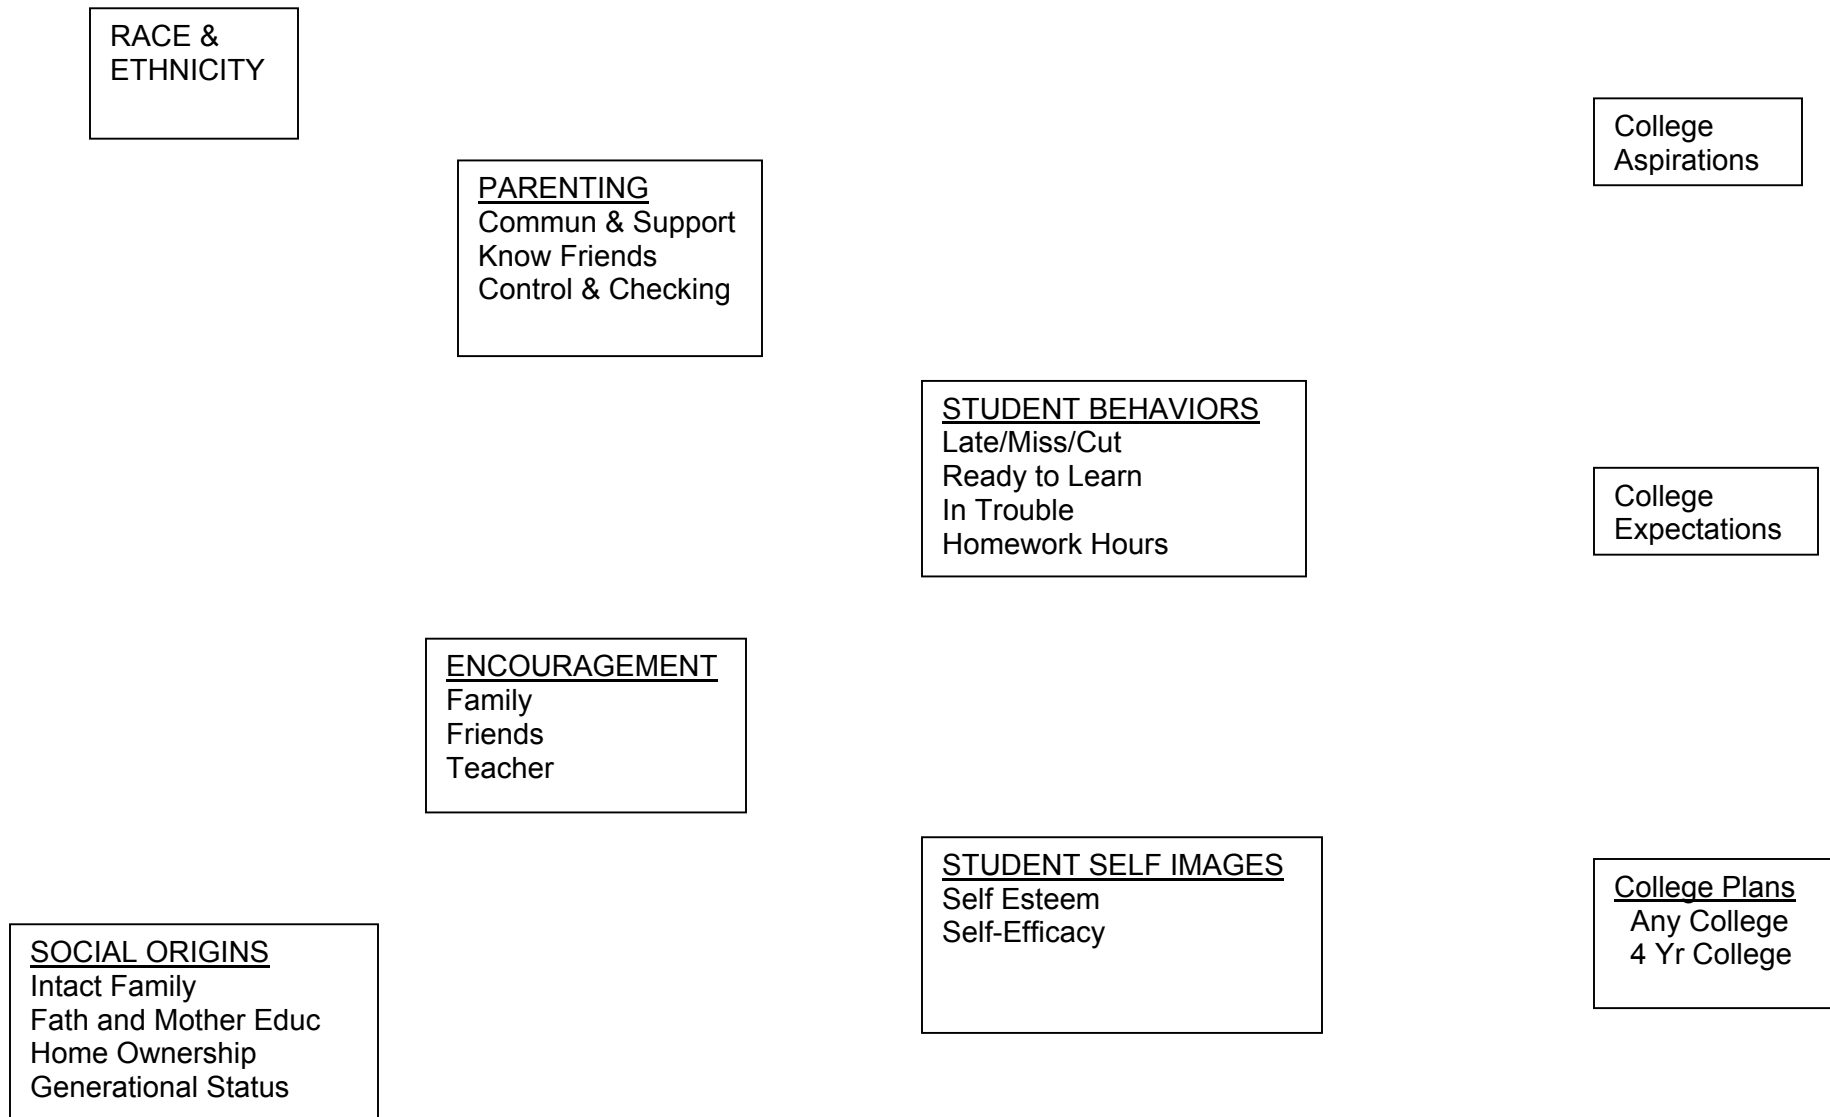 RACE &
ETHNICITY
PARENTING
Commun & Support
Know Friends
Control & Checking
ENCOURAGEMENT
Family
Friends
Teacher
SOCIAL ORIGINS
Intact Family
Fath and Mother Educ
Home Ownership
Generational Status
STUDENT BEHAVIORS
Late/Miss/Cut
Ready to Learn
In Trouble
Homework Hours
STUDENT SELF IMAGES
Self Esteem
Self-Efficacy
College
Aspirations
College
Expectations
College Plans
Any College
4 Yr College